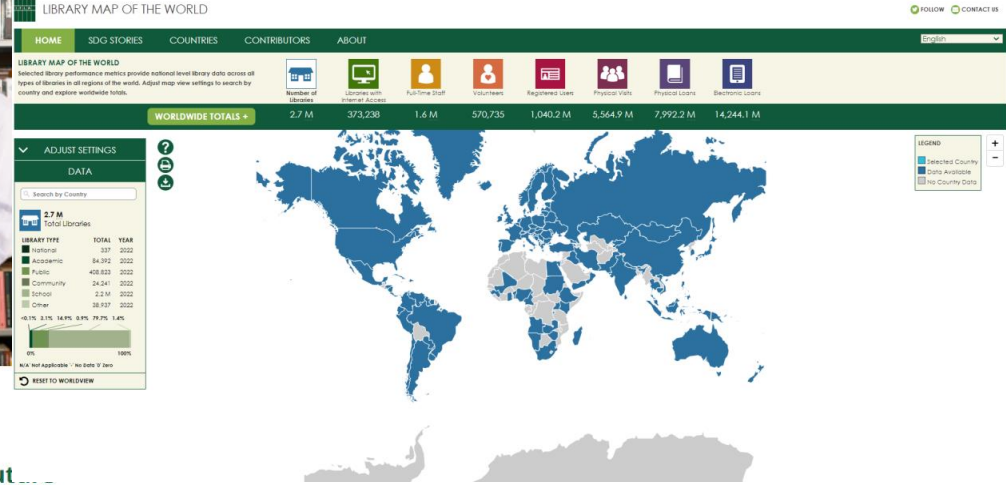 IFLA
LIBRARY MAP OF THE WORLD
FOLLOW CONTACT US
HOME SDG STORIES COUNTRIES CONTRIBUTORS ABOUT
English
LIBRARY MAP OF THE WORLD
Selected library performance metrics provide national level library data across all
types of libraries in all regions of the world. Adjust map view settings to search by
country and explore worldwide totals.
Number of
Libraries
Libraries with
Internet Access
Full-Time Staff
Volunteers
Registered Users
Physical Visits
Physical Loans
Electronic Loans
WORLDWIDE TOTALS + 2.7 M 373,238 1.6 M 570,735 1,040.2 M 5,564.9 M 7,992.2 M 14,244.1 M
ADJUST SETTINGS
DATA
Search by Country
2.7 M
Total Libraries
LIBRARY TYPE TOTAL YEAR
National 337 2022
Academic 84,392 2022
Public 408,823 2022
Community 24,241 2022
School 2.2 M 2022
Other 38,937 2022
<0.1% 3.1% 14.9% 0.9% 79.7% 1.4%
0% 100%
N/A' Not Applicable '-' No Data '0' Zero
RESET TO WORLDVIEW
?
LEGEND
Selected Country
Data Available
No Country Data
+
-